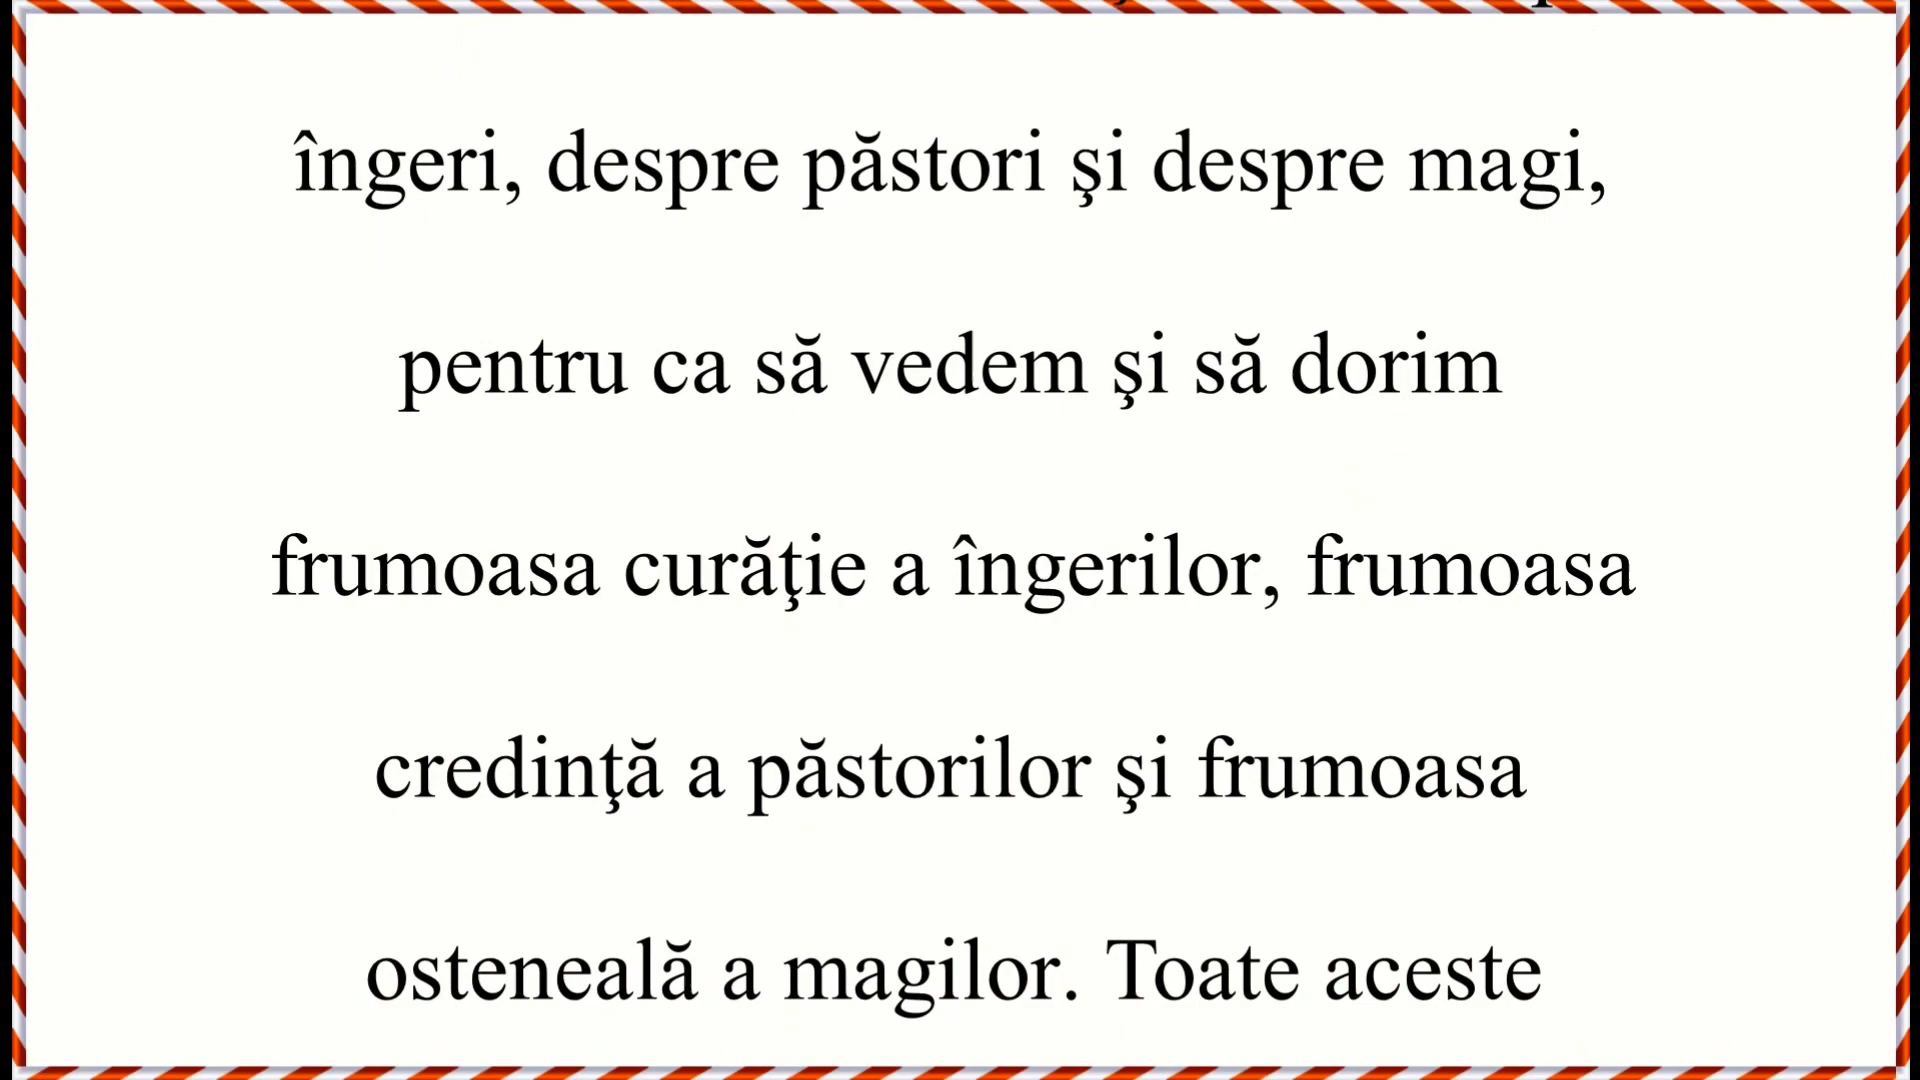 îngeri, despre păstori şi despre magi,
pentru ca să vedem şi să dorim
frumoasa curăţie a îngerilor, frumoasa
credinţă a păstorilor şi frumoasa
osteneală a magilor. Toate aceste